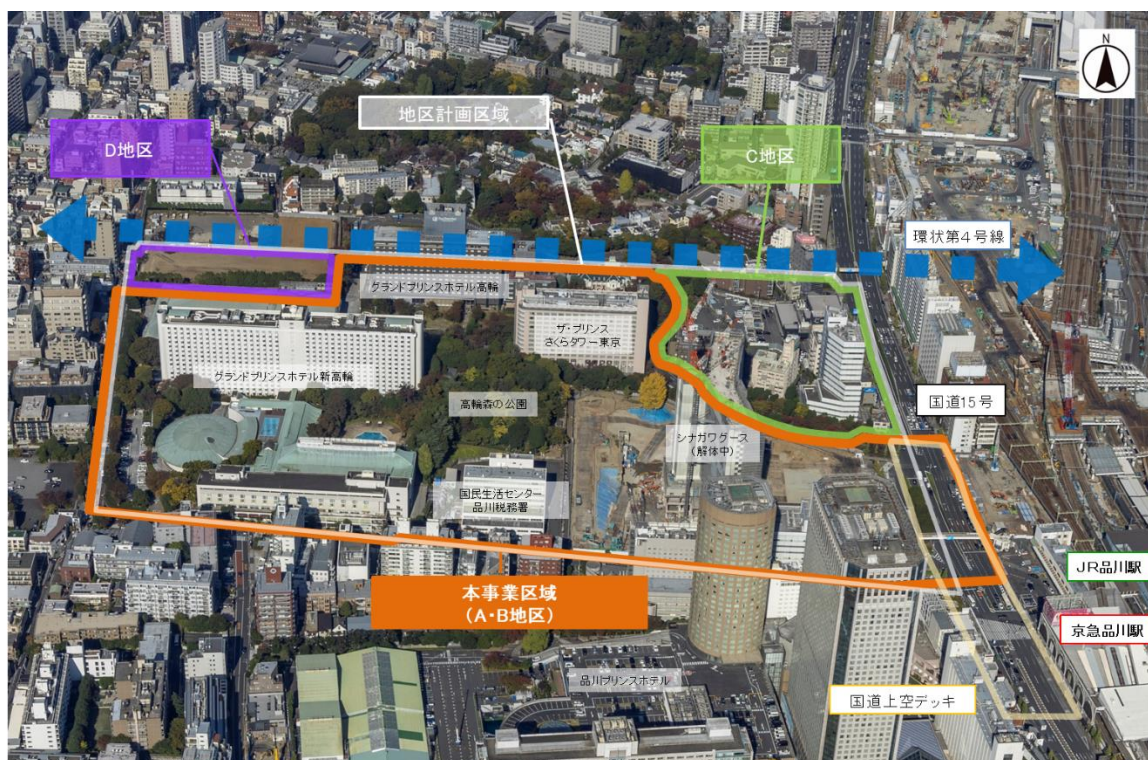 N
地区計画区域
D地区
C地区
環状第4号線
グランドプリンスホテル高輪
ザ・プリンス
さくらタワー東京
グランドプリンスホテル新高輪
高輪森の公園
国道15号
シナガワグース
(解体中)
国民生活センター
品川税務署
本事業区域
(A・B地区)
JR品川駅
京急品川駅
品川プリンスホテル
国道上空デッキ